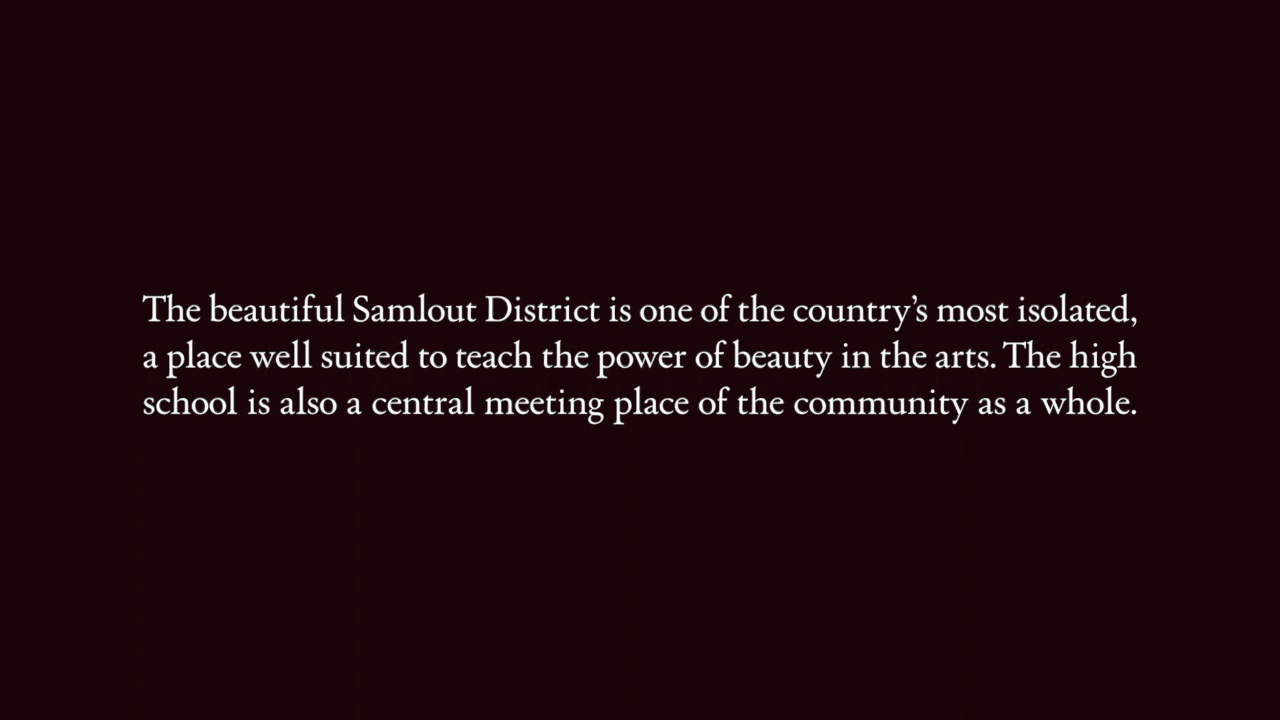 The beautiful Samlout District is one of the country’s most isolated,
a place well suited to teach the power of beauty in the arts. The high
school is also a central meeting place of the community as a whole.